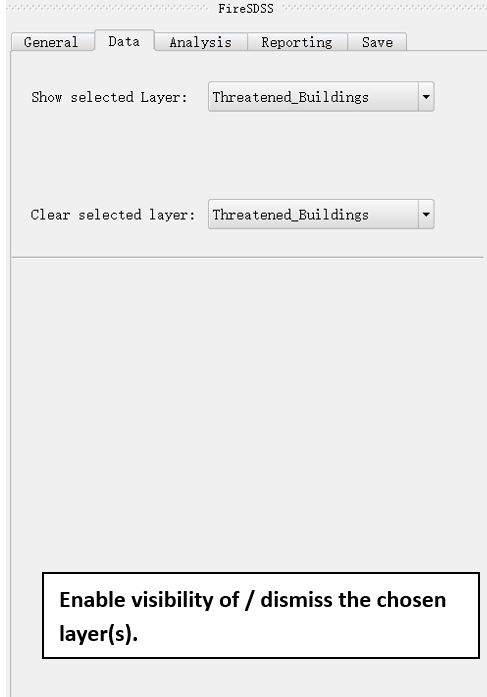 FireSDSS
General Data Analysis Reporting Save
Show selected Layer: Threatened_Buildings
Clear selected layer: Threatened_Buildings
Enable visibility of / dismiss the chosen
layer(s).